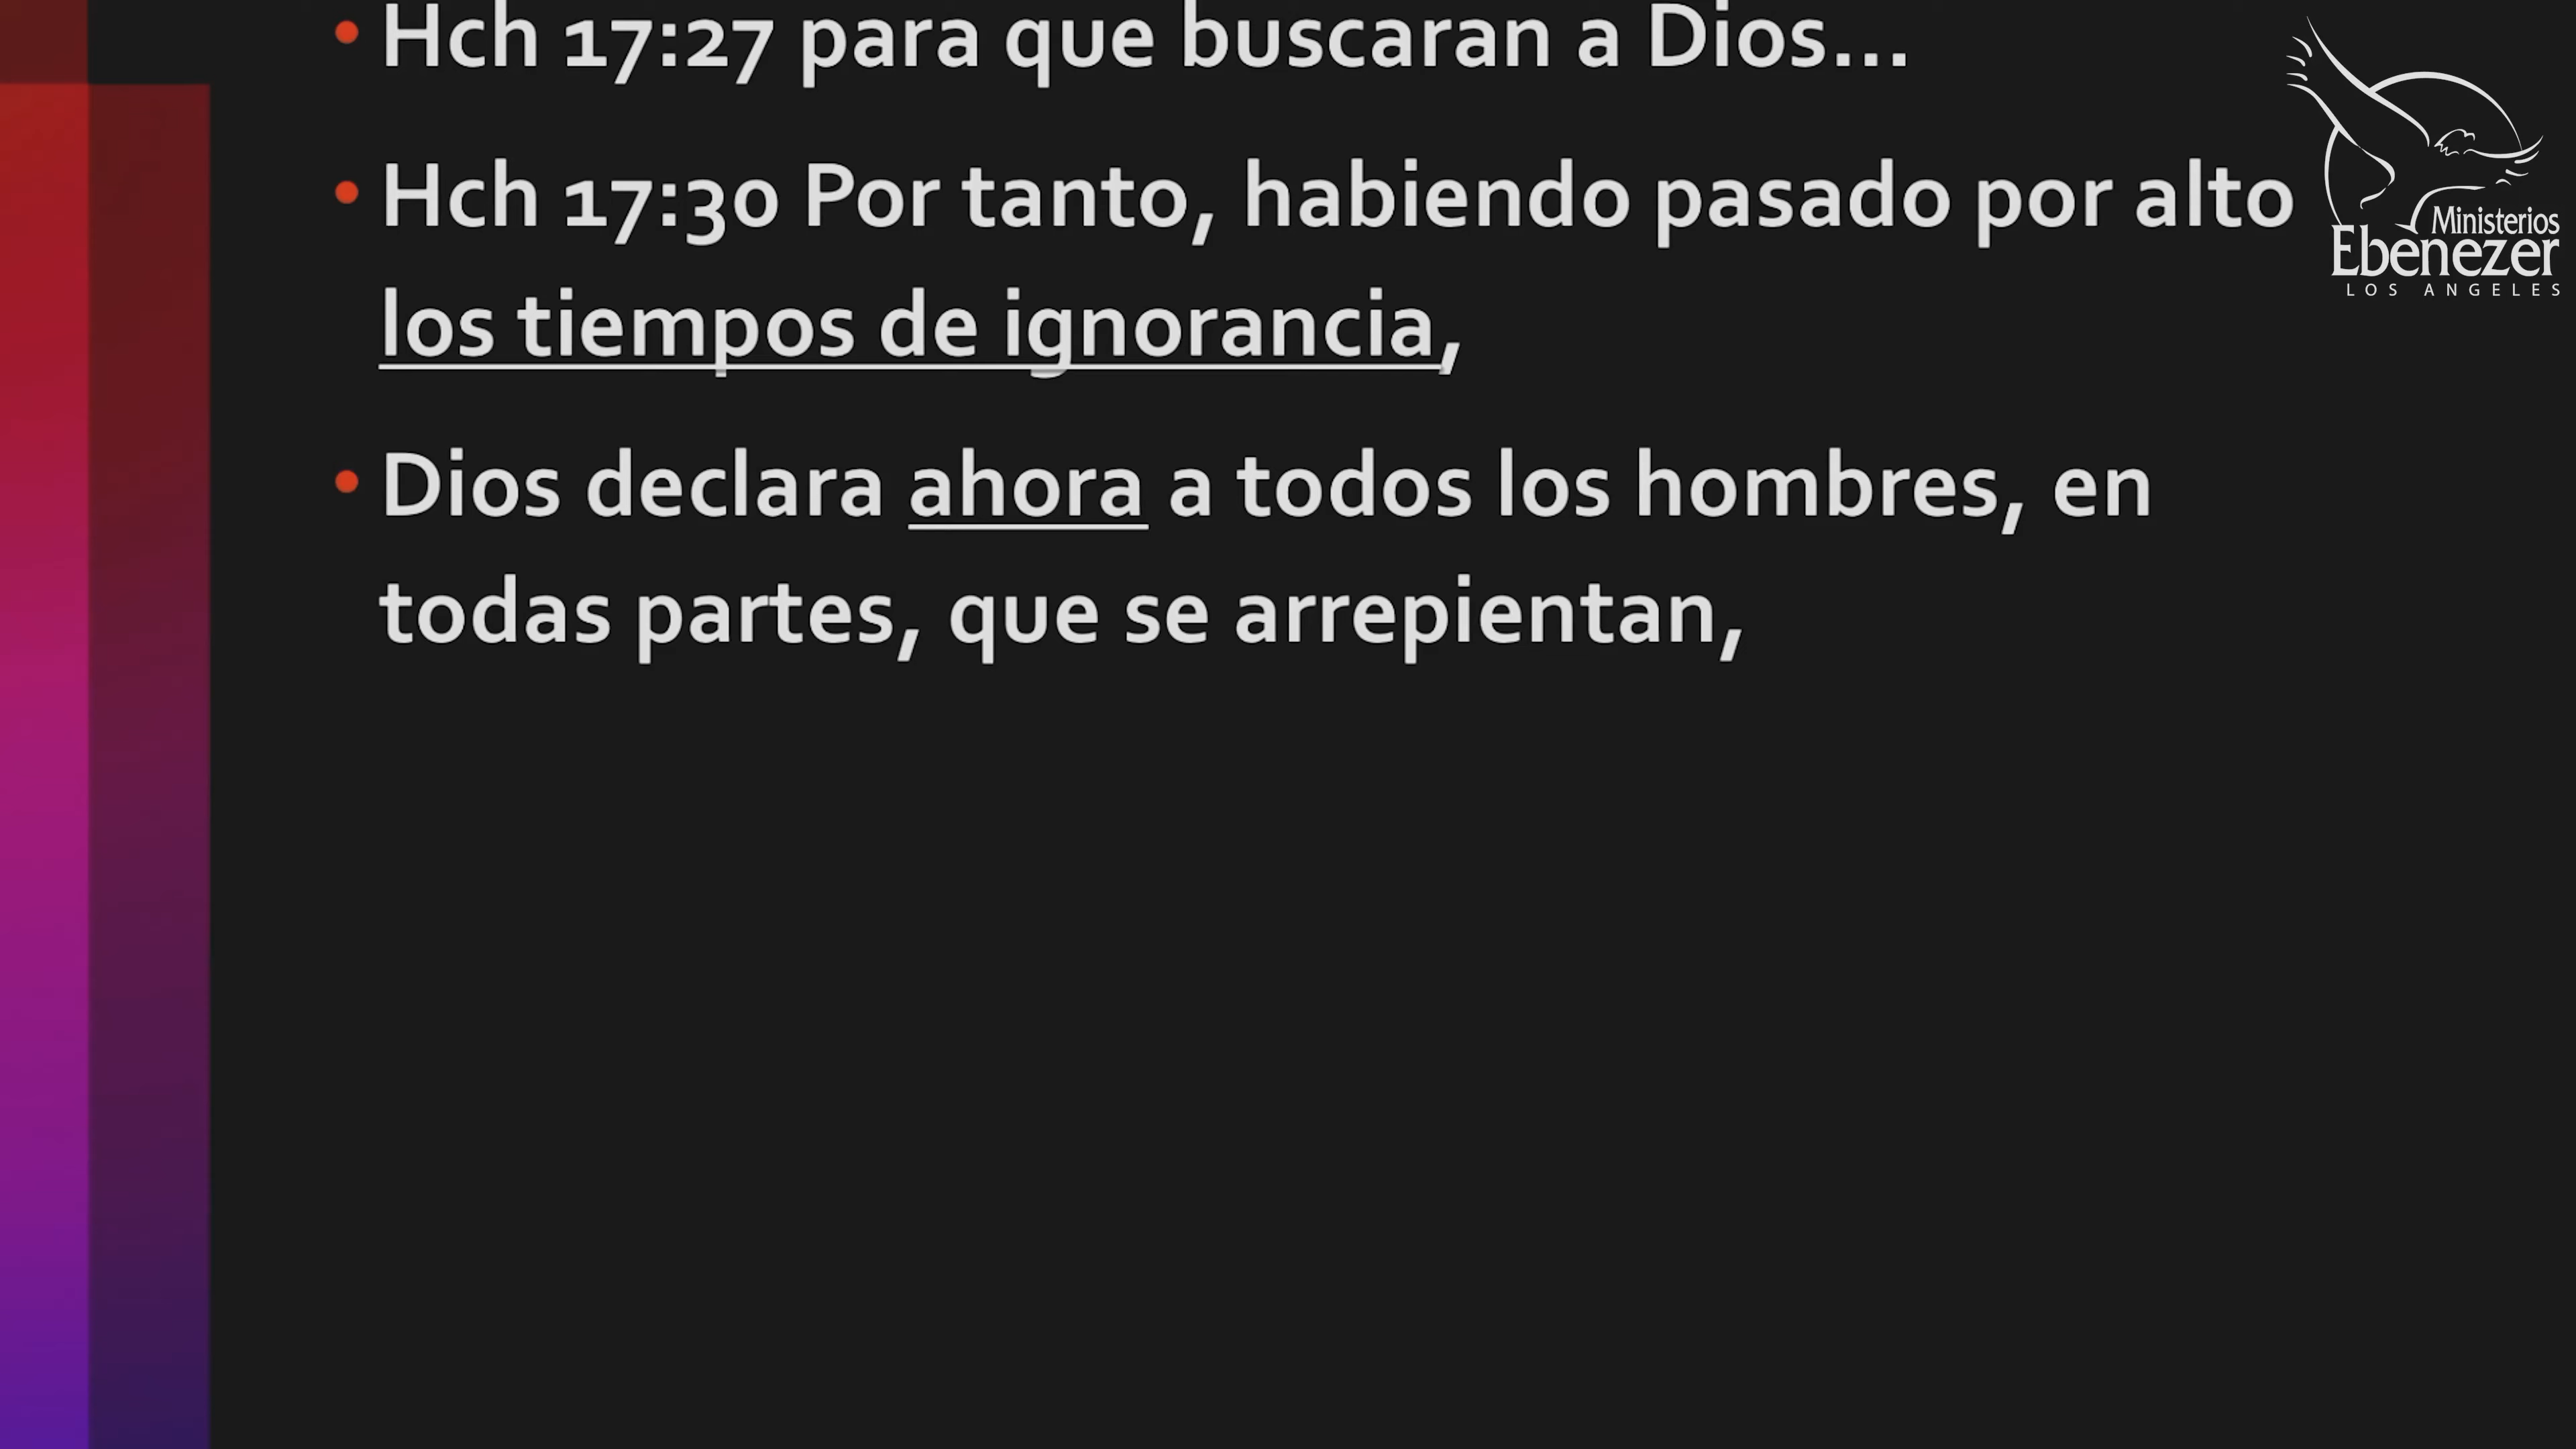 • Hch 17:27 para que buscaran a Dios...
• Hch 17:30 Por tanto, habiendo pasado por alto
los tiempos de ignorancia,
• Dios declara ahora a todos los hombres, en
todas partes, que se arrepientan,
Ministerios
Ebenezer
LOS ANGELES